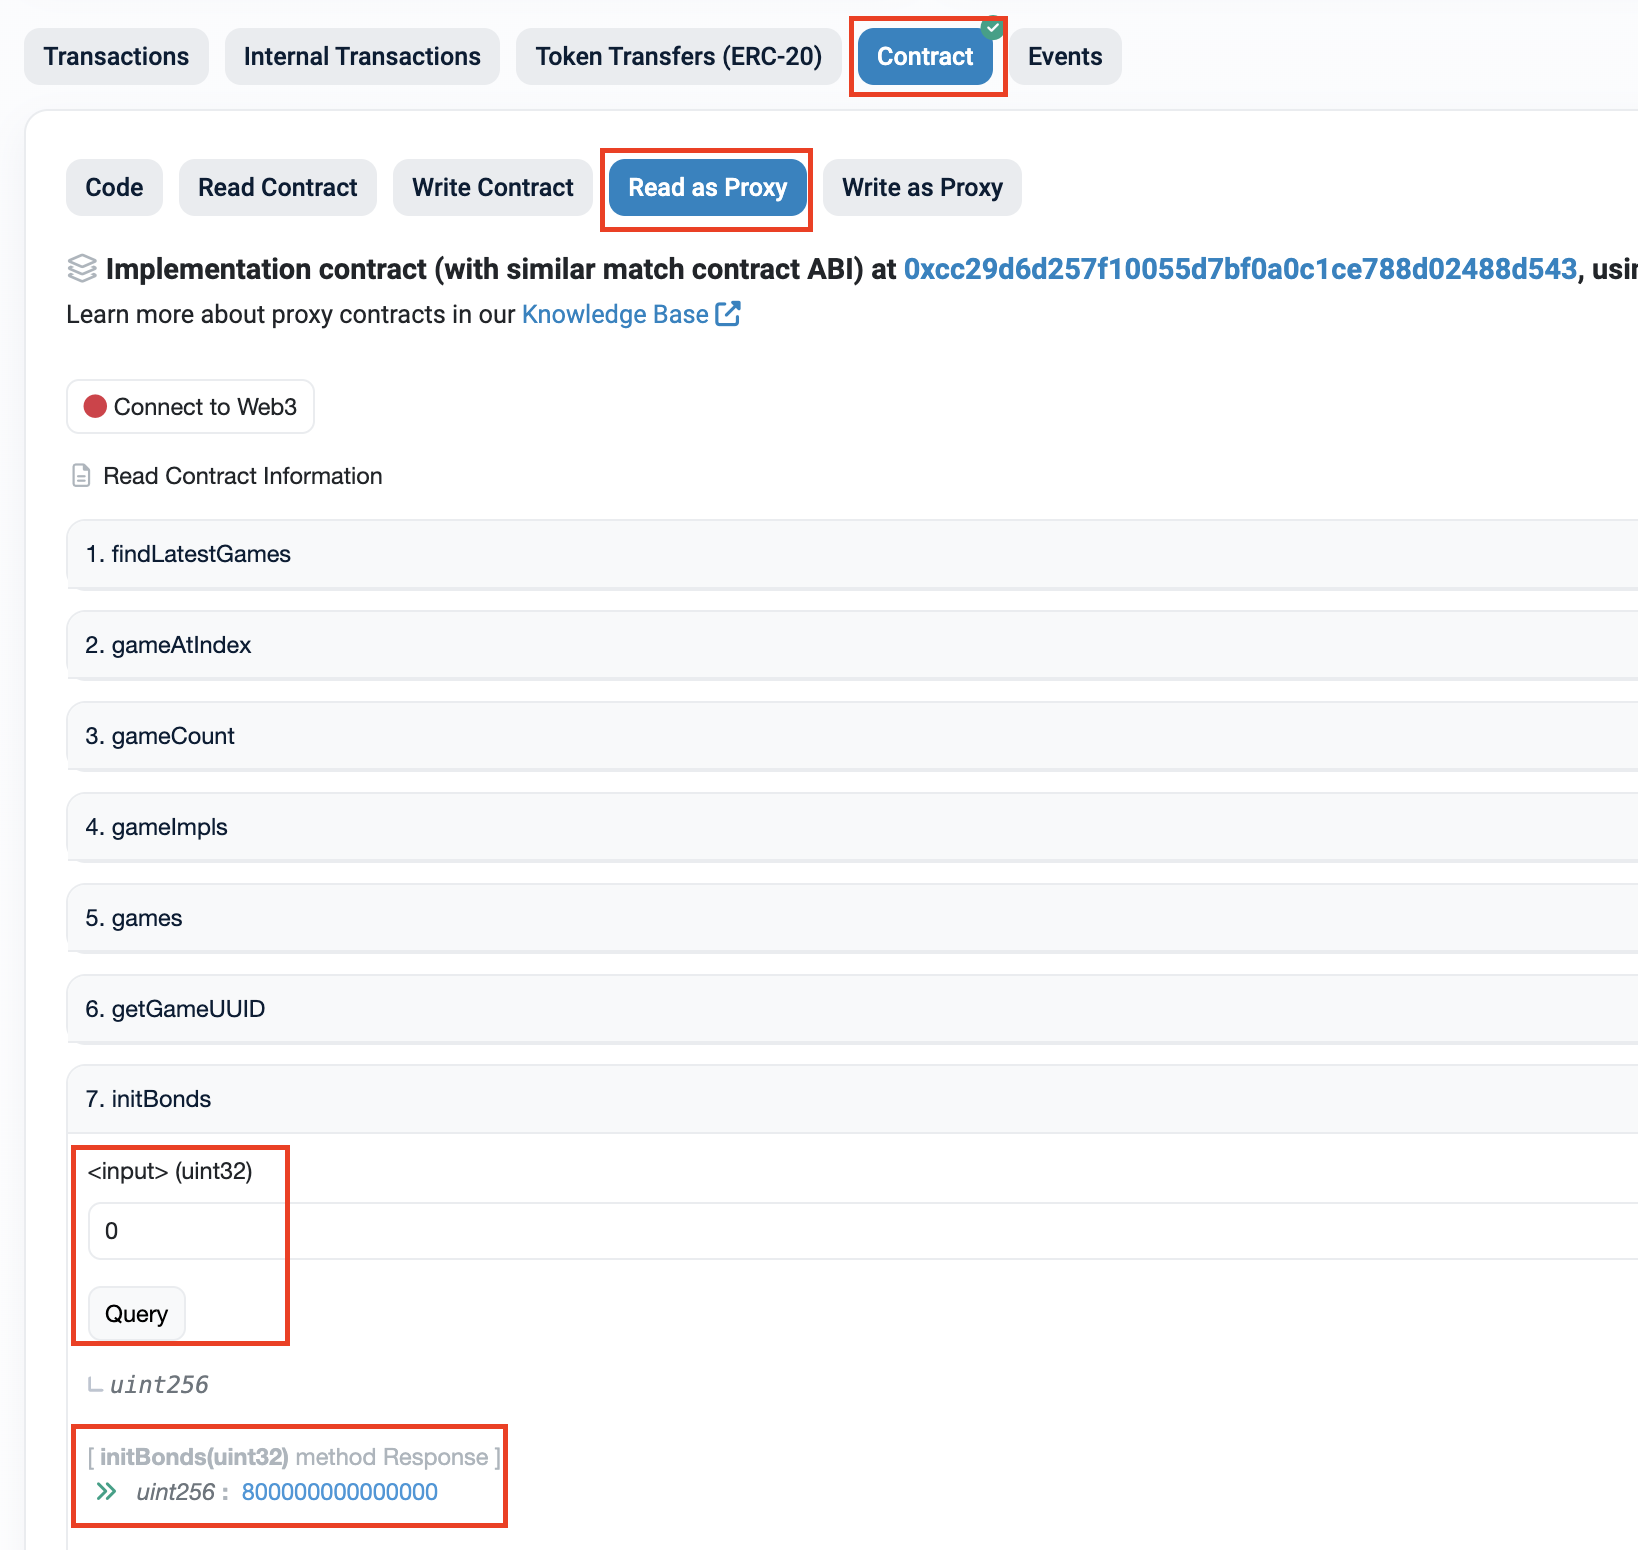 Transactions Internal Transactions Token Transfers (ERC-20) Contract Events
Code Read Contract Write Contract Read as Proxy Write as Proxy
Implementation contract (with similar match contract ABI) at 0xcc29d6d257f10055d7bf0a0c1ce788d02488d543, usin
Learn more about proxy contracts in our Knowledge Base
Connect to Web3
Read Contract Information
1. findLatestGames
2. gameAtIndex
3. gameCount
4. gameImpls
5. games
6. getGameUUID
7. initBonds
<input> (uint32)
0
Query
uint256
[ initBonds(uint32) method Response ]
uint256 : 800000000000000